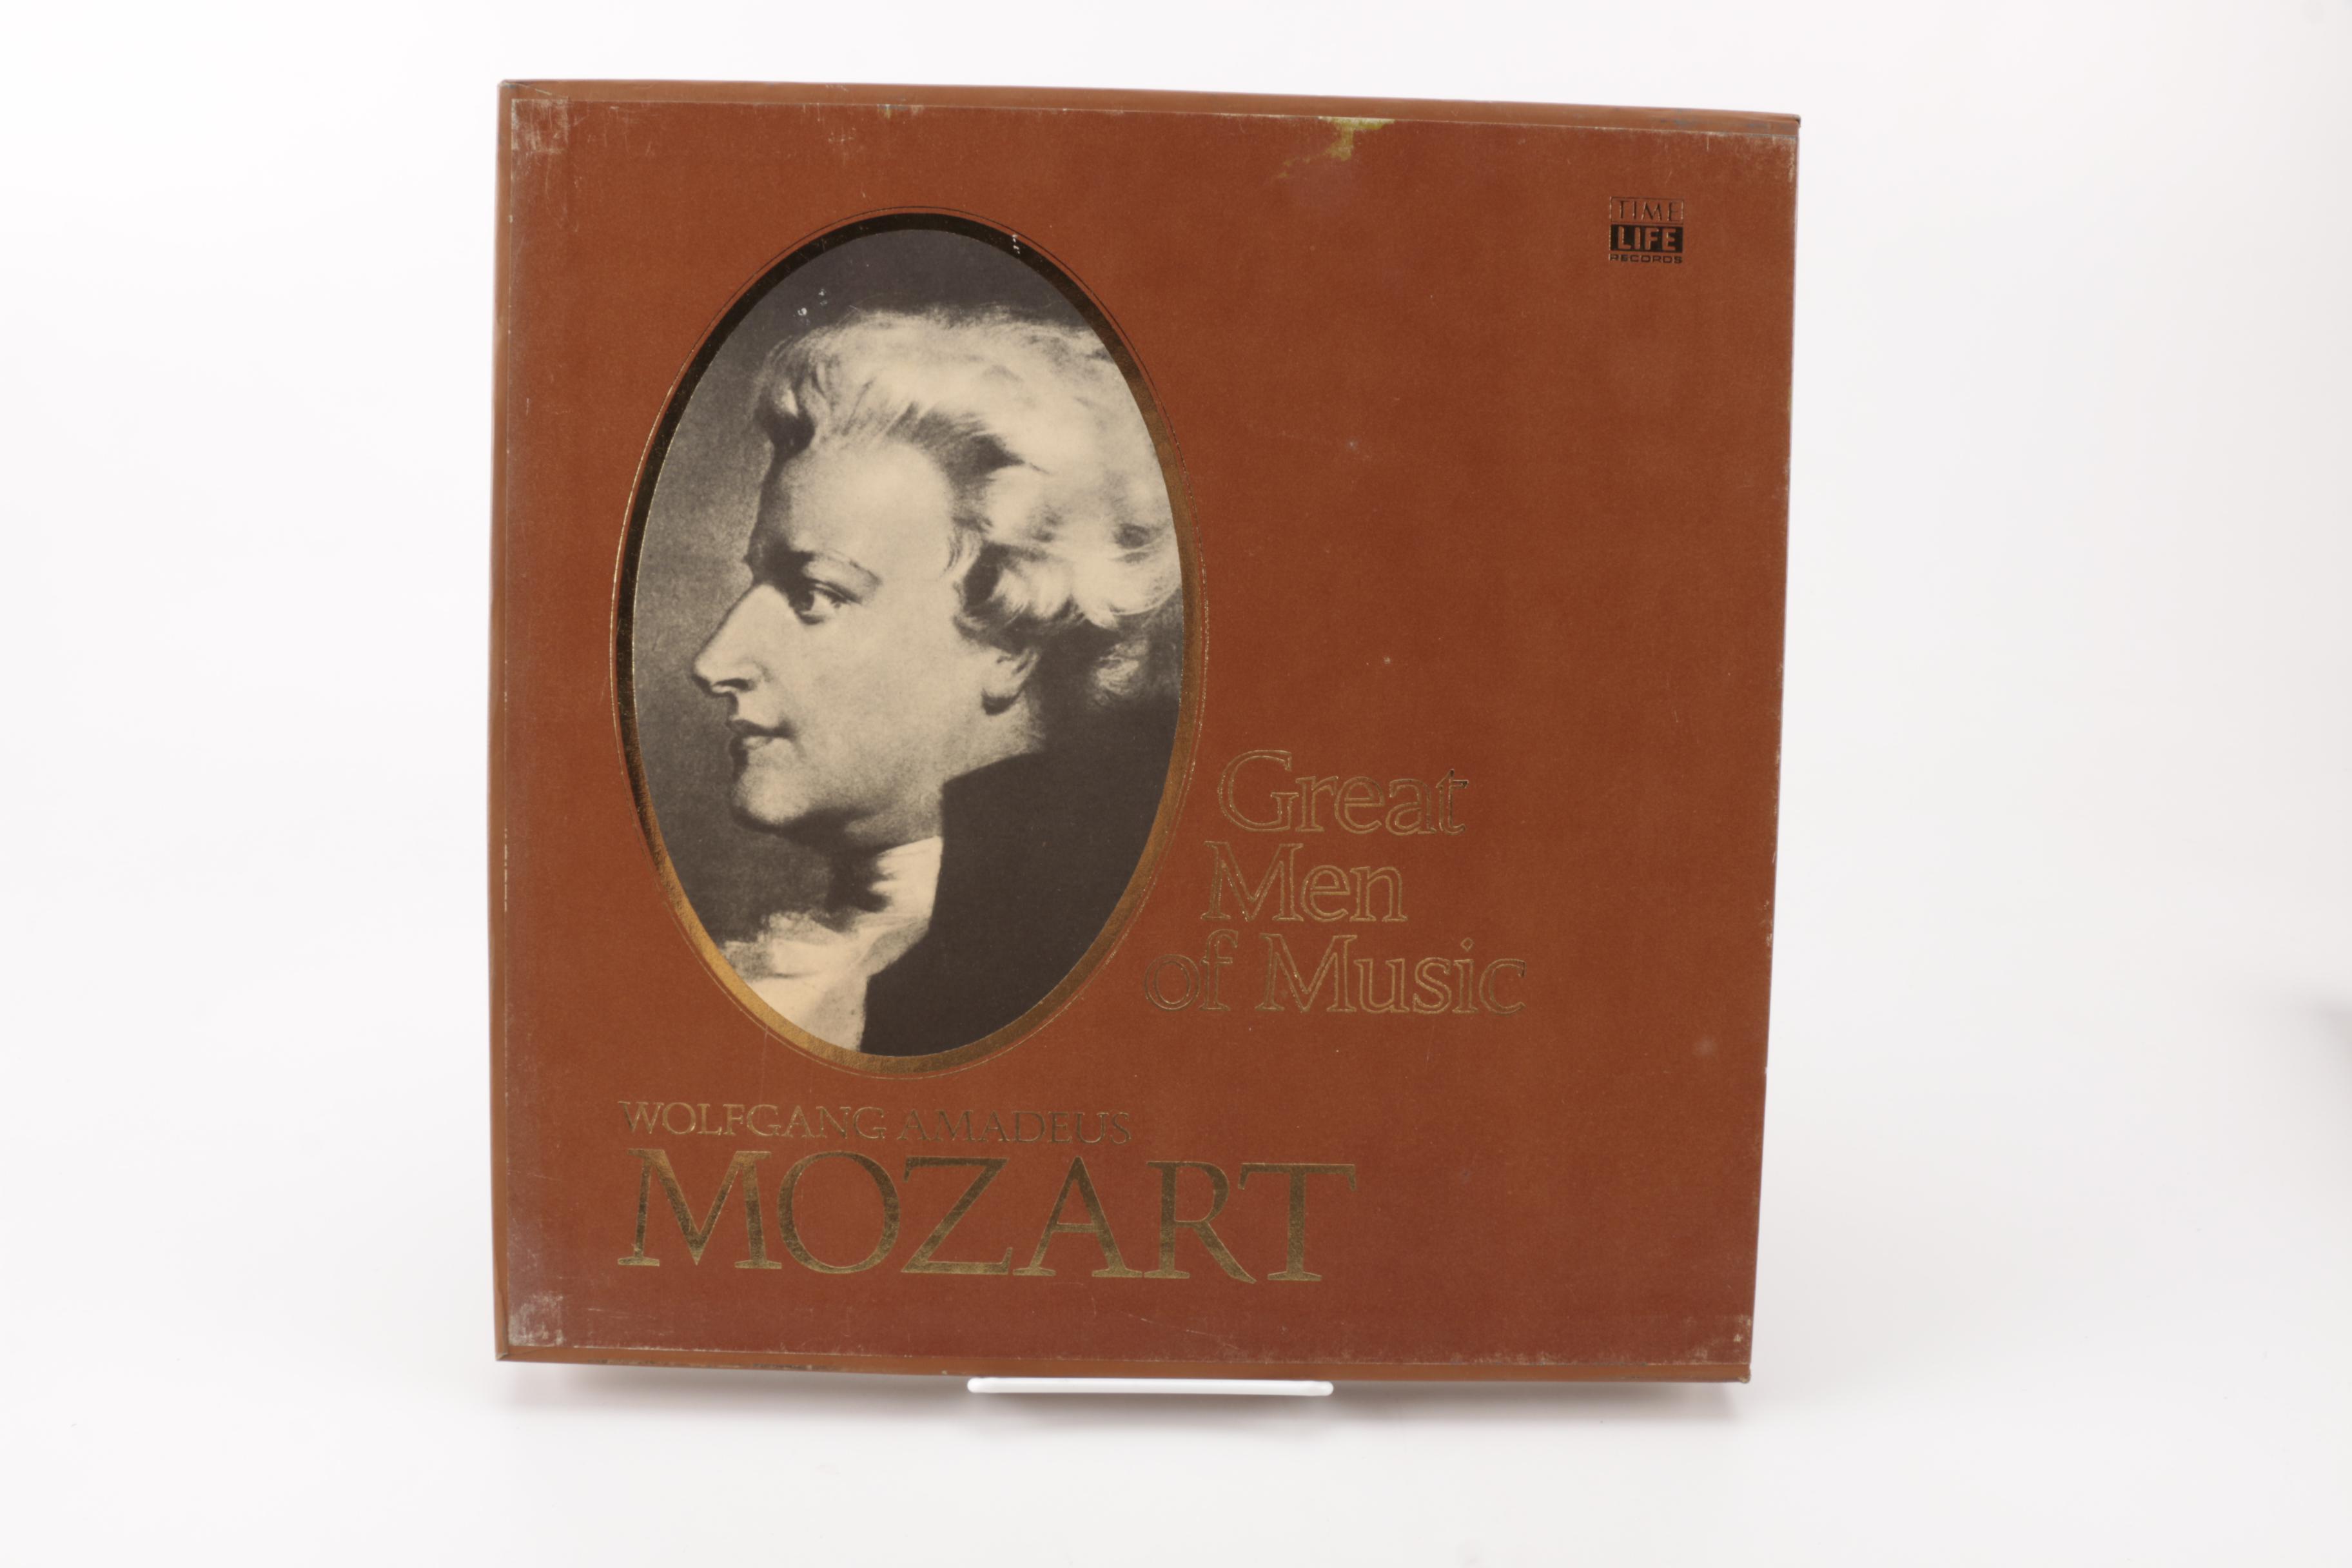 TIME
LIFE
RECORDS
Great
Men
of Music
WOLFGANG AMADEUS
MOZART